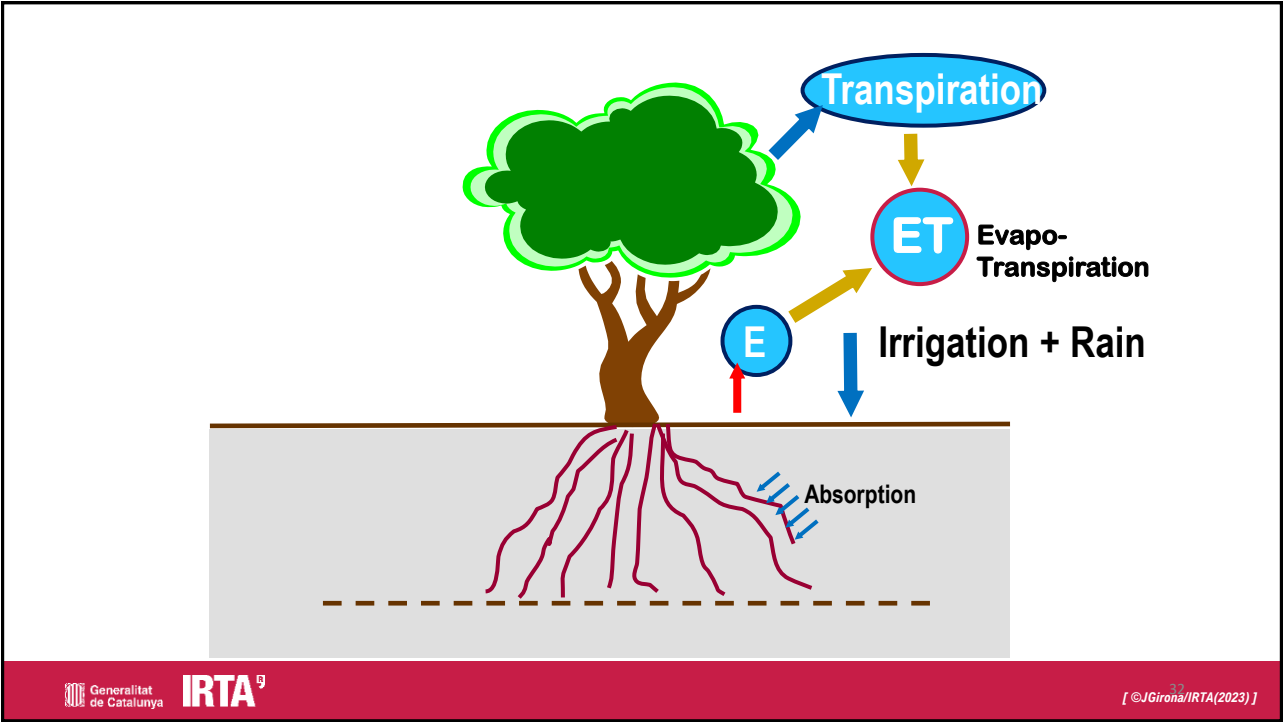 Transpiration
ET
Evapo-
Transpiration
E
Irrigation + Rain
Absorption
Generalitat
de Catalunya
IRTA
R
32
[ ©JGirona/IRTA(2023) ]